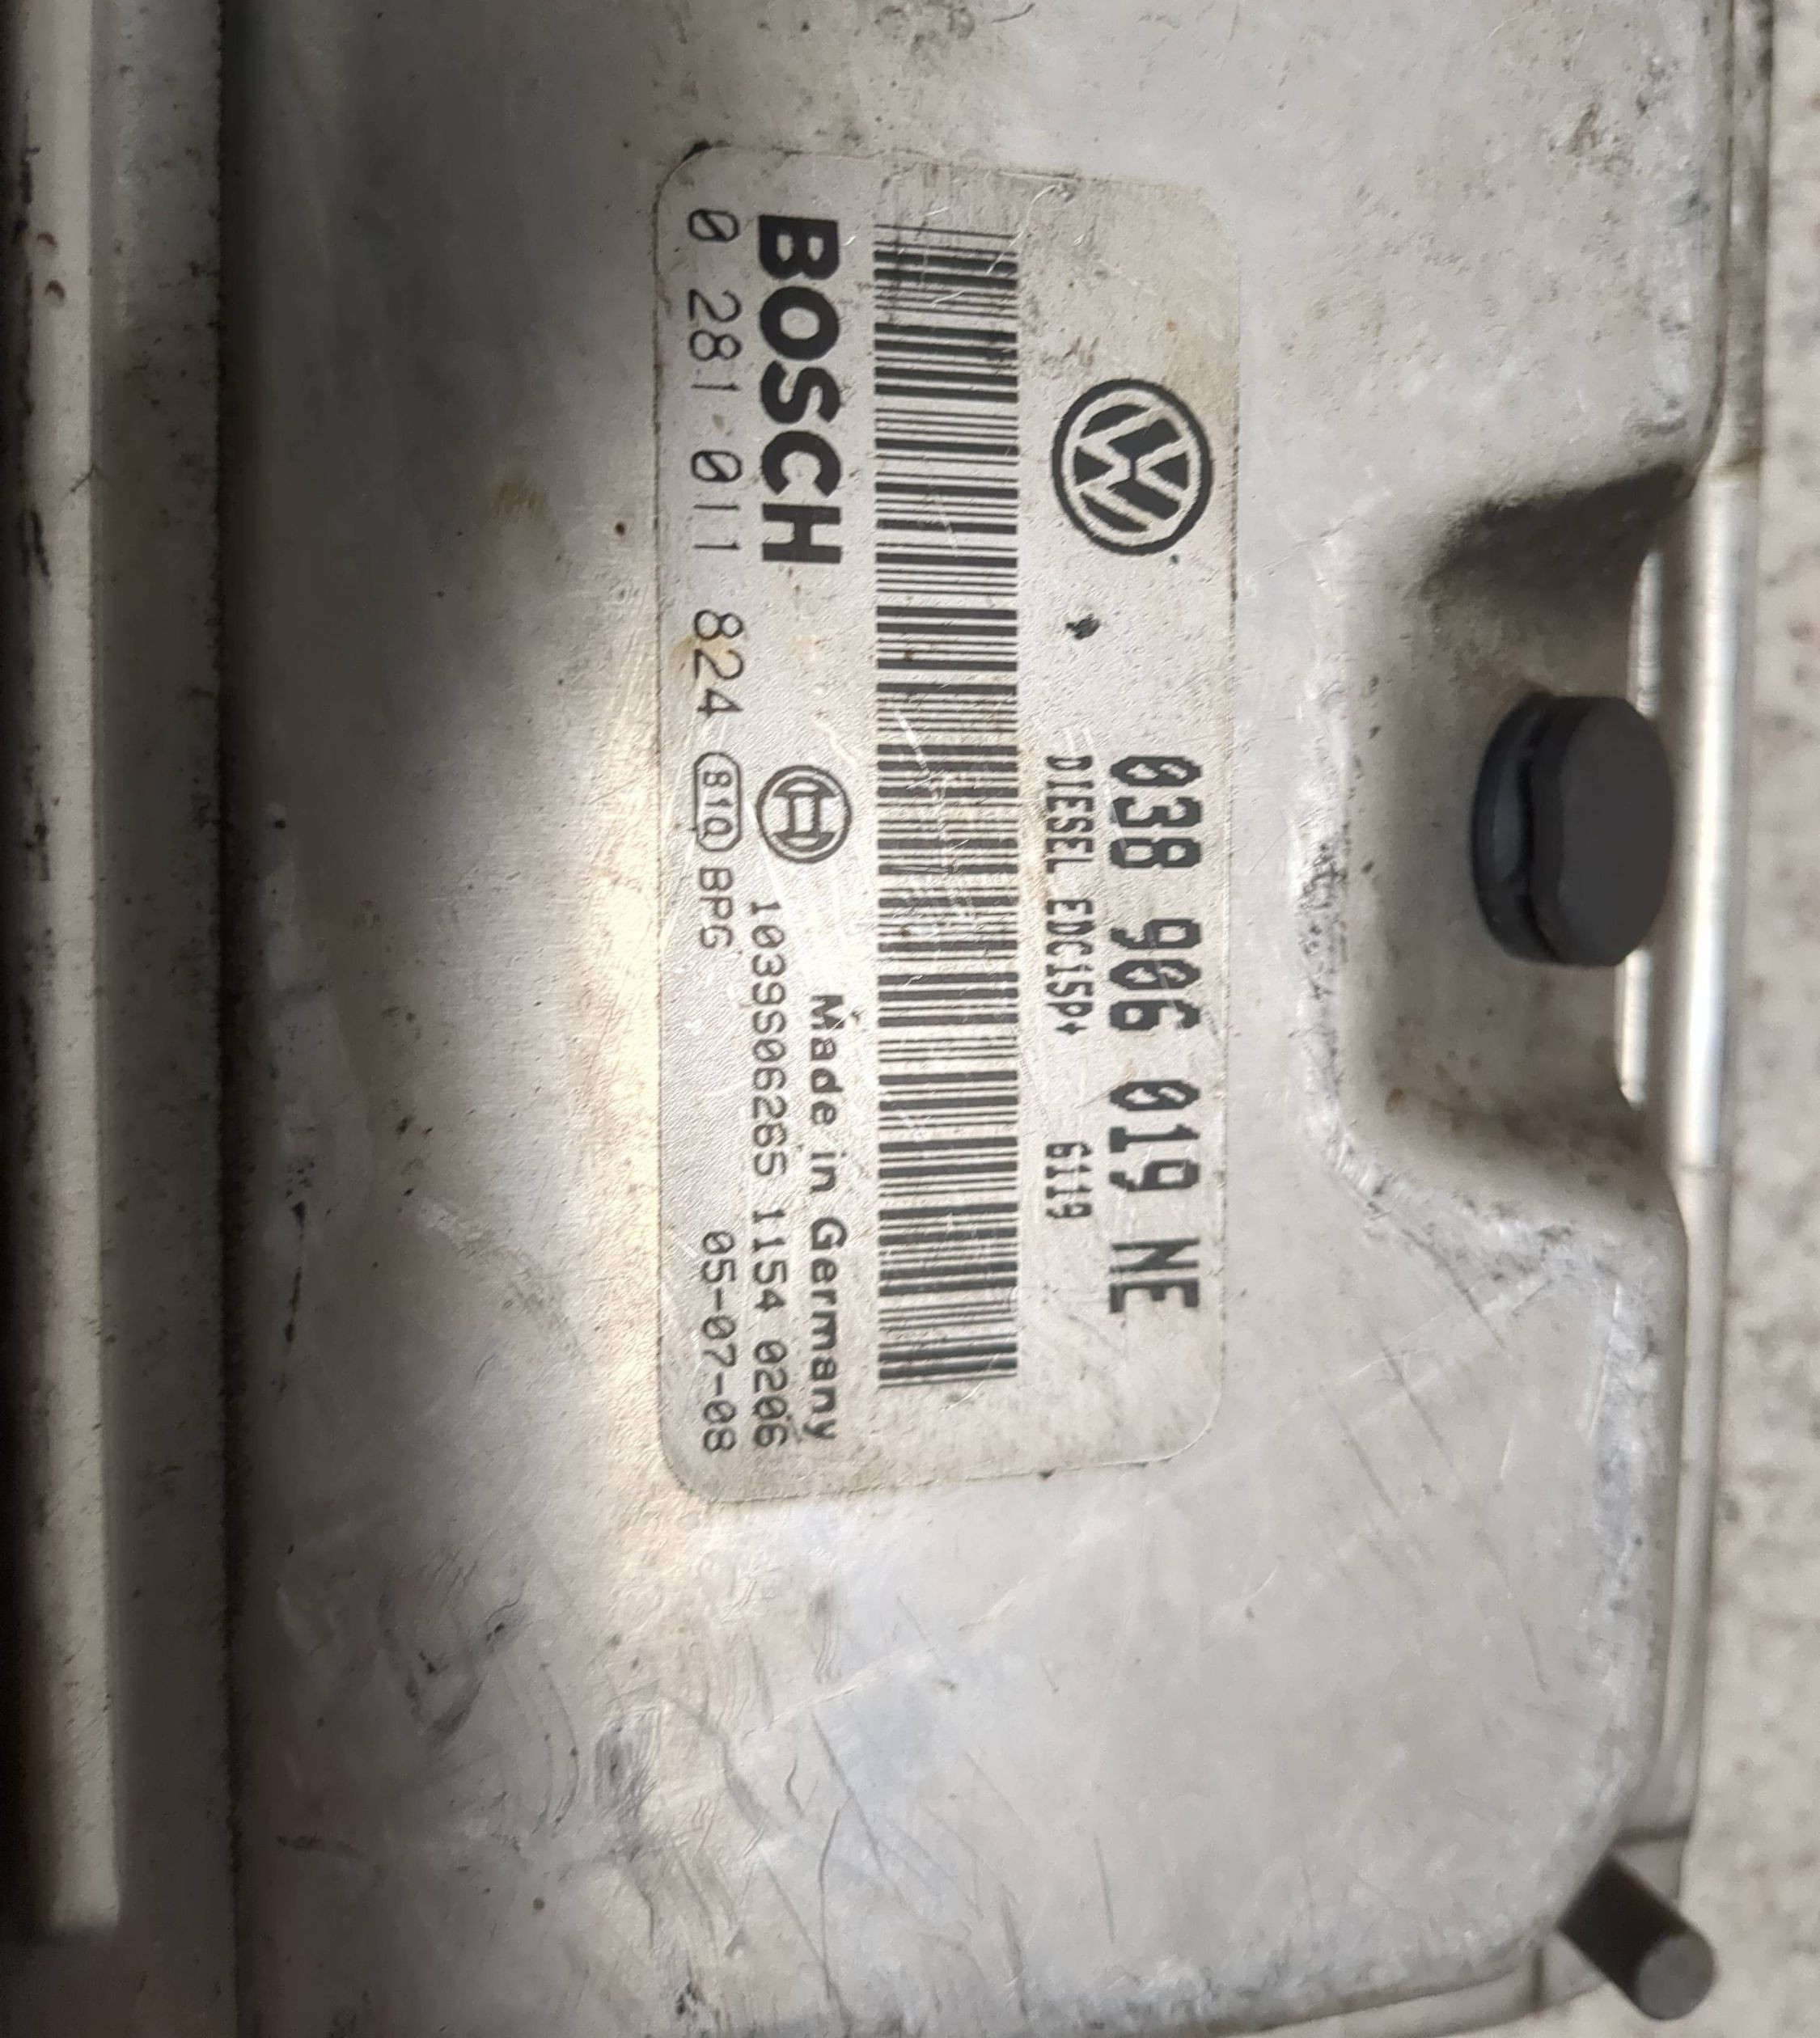 038 906 019 NE
DIESEL EDC15P+ 6119
BOSCH Made in Germany
1039S06265 1154 0206
0 281 011 824 810 BPG 05-07-08